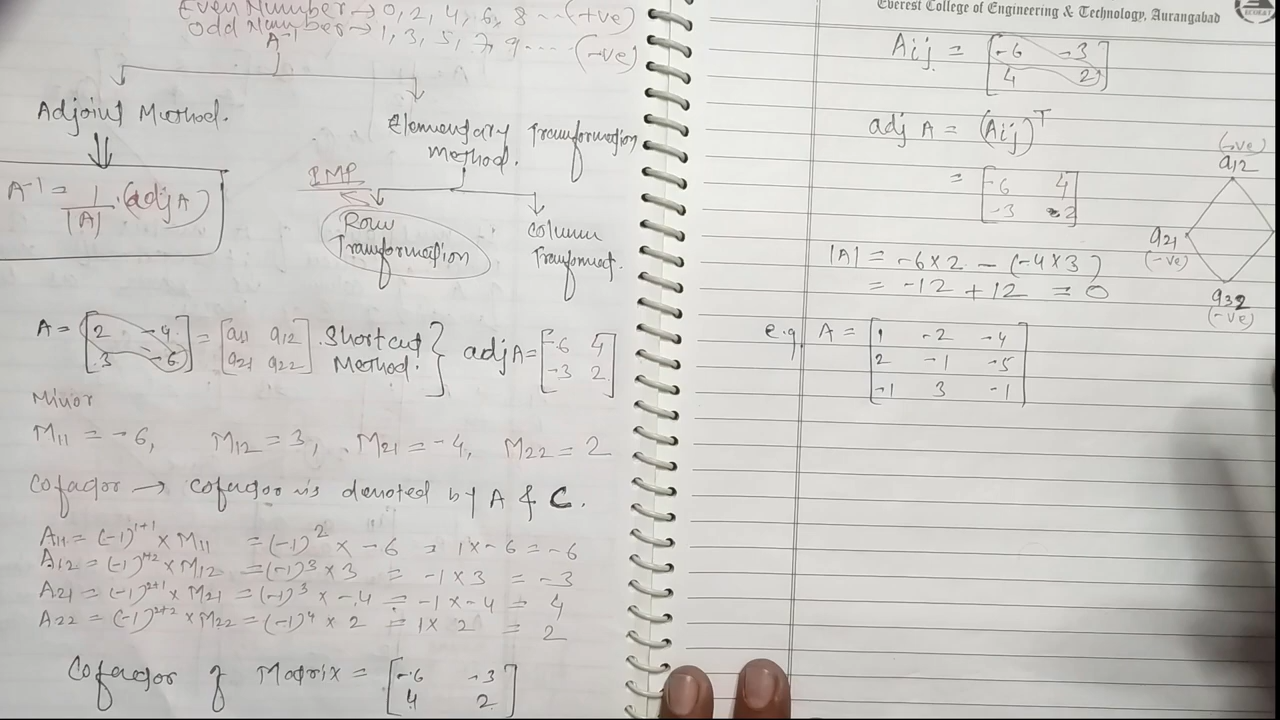 Even Number → 0, 2, 4, 6, 8 ... (+ve)
Odd Number → 1, 3, 5, 7, 9 .... (-ve)
A⁻¹
Adjoint Method.
Elementary Transformation
Method.
A⁻¹ = 1/|A| . (adj A)
IMP
Row
Transformation
Column
Transformat.
A = [2 -4
3 -6] = [a11 a12
a21 a22] . Shortcut
Method. } adj A = [-6 4
-3 2]
Minor
M11 = -6, M12 = 3, M21 = -4, M22 = 2
Cofactor → Cofactor is denoted by A & C.
A11 = (-1)¹⁺¹ × M11 = (-1)² × -6 = 1×-6 = -6
A12 = (-1)¹⁺² × M12 = (-1)³ × 3 = -1×3 = -3
A21 = (-1)²⁺¹ × M21 = (-1)³ × -4 = -1×-4 = 4
A22 = (-1)²⁺² × M22 = (-1)⁴ × 2 = 1×2 = 2
Cofactor of Matrix = [-6 -3
4 2]
Everest College of Engineering & Technology, Aurangabad
Aij = [-6 -3
4 2]
adj A = (Aij)ᵀ
= [-6 4
-3 2]
(-ve)
a12
a21
(-ve)
a32
(-ve)
|A| = -6×2 - (-4×3)
= -12 + 12 = 0
e.g. A = [1 -2 -4
2 -1 -5
-1 3 -1]